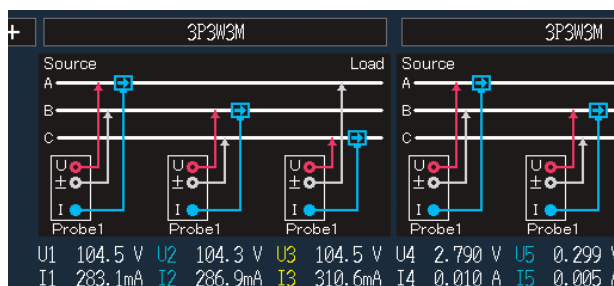 + 3P3W3M 3P3W3M
Source Load Source
A A
B B
C C
U U U U U
± ± ± ± ±
I I I I I
Probe1 Probe1 Probe1 Probe1 Probe1
U1 104.5 V U2 104.3 V U3 104.5 V U4 2.790 V U5 0.299 V
I1 283.1mA I2 286.9mA I3 310.6mA I4 0.010 A I5 0.005 A